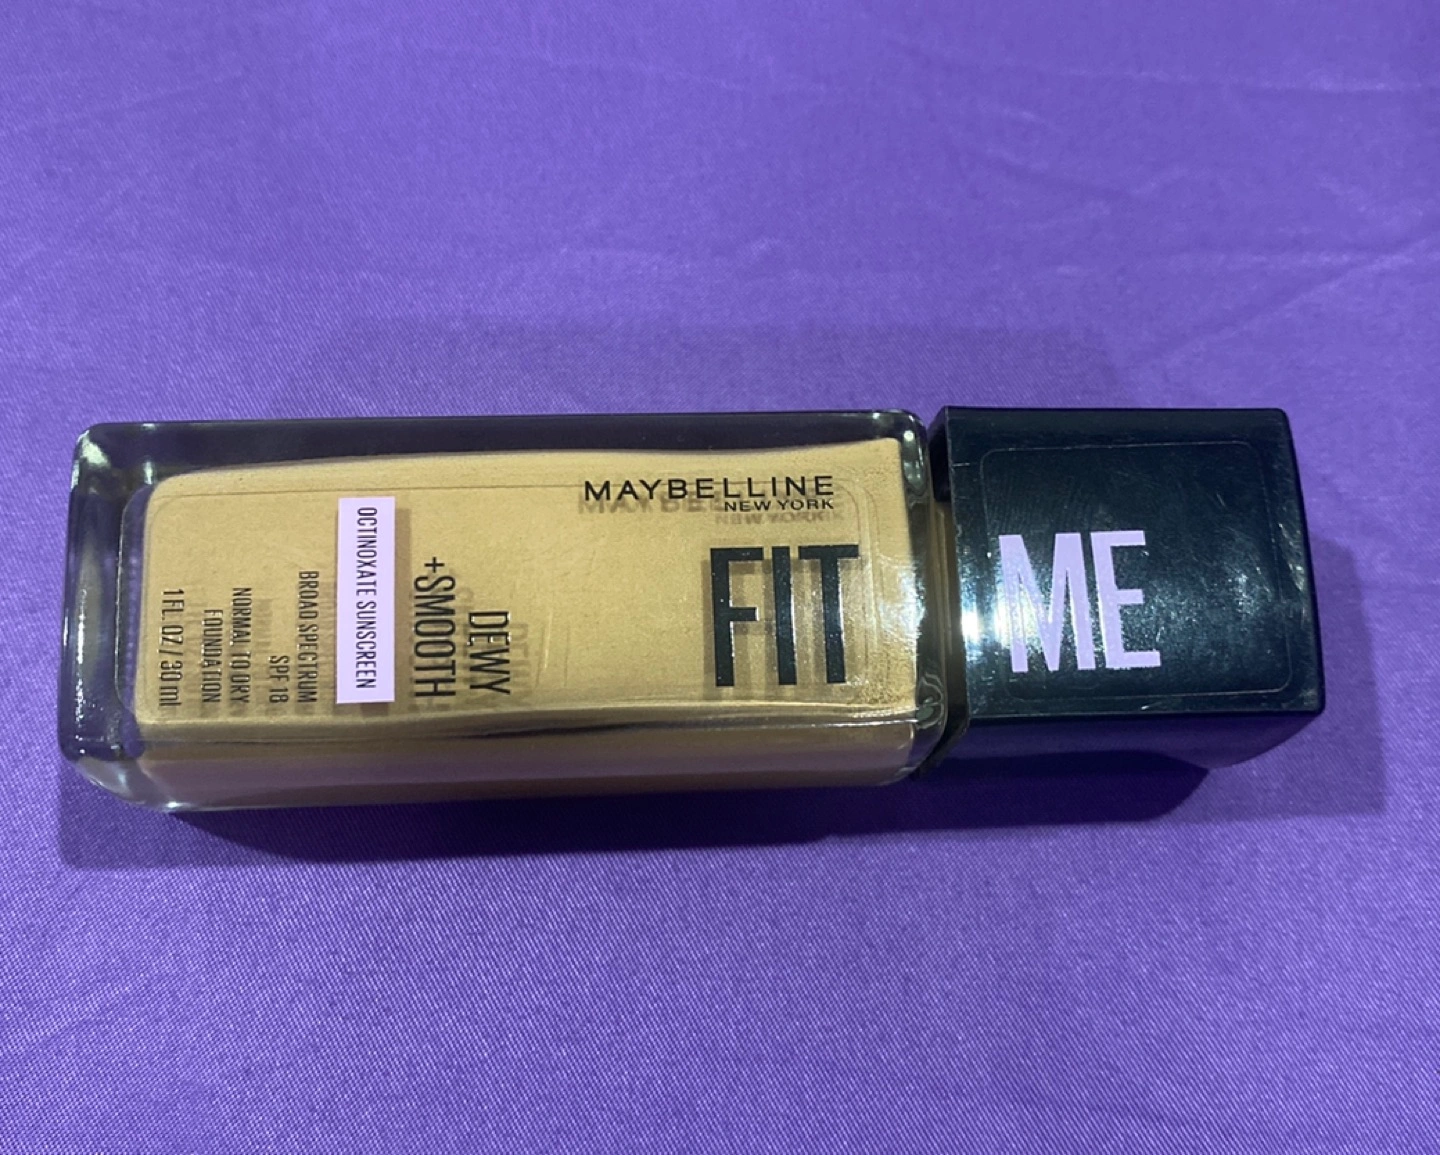 MAYBELLINE
NEW YORK
FIT
ME
DEWY
+SMOOTH
OCTINOXATE SUNSCREEN
BROAD SPECTRUM
SPF 18
NORMAL TO DRY
FOUNDATION
1 FL. OZ / 30 ml